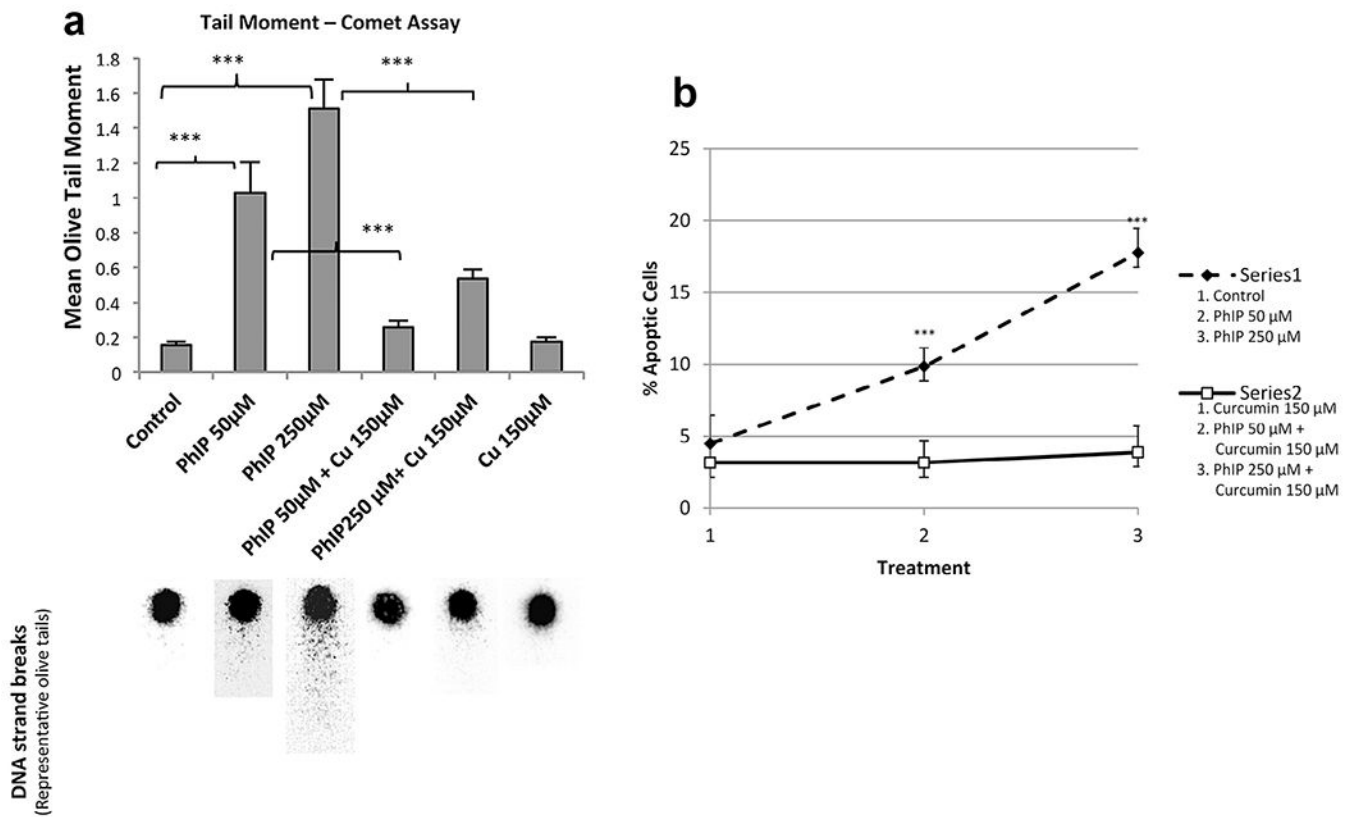 a
Tail Moment – Comet Assay
Mean Olive Tail Moment
1.8
1.6
1.4
1.2
1
0.8
0.6
0.4
0.2
0
***
***
***
***
Control
PhIP 50µM
PhIP 250µM
PhIP 50µM + Cu 150µM
PhIP250 µM+ Cu 150µM
Cu 150µM
DNA strand breaks
(Representative olive tails)
b
% Apoptic Cells
25
20
15
10
5
0
***
***
1
2
3
Treatment
Series1
1. Control
2. PhIP 50 µM
3. PhIP 250 µM
Series2
1. Curcumin 150 µM
2. PhIP 50 µM +
Curcumin 150 µM
3. PhIP 250 µM +
Curcumin 150 µM